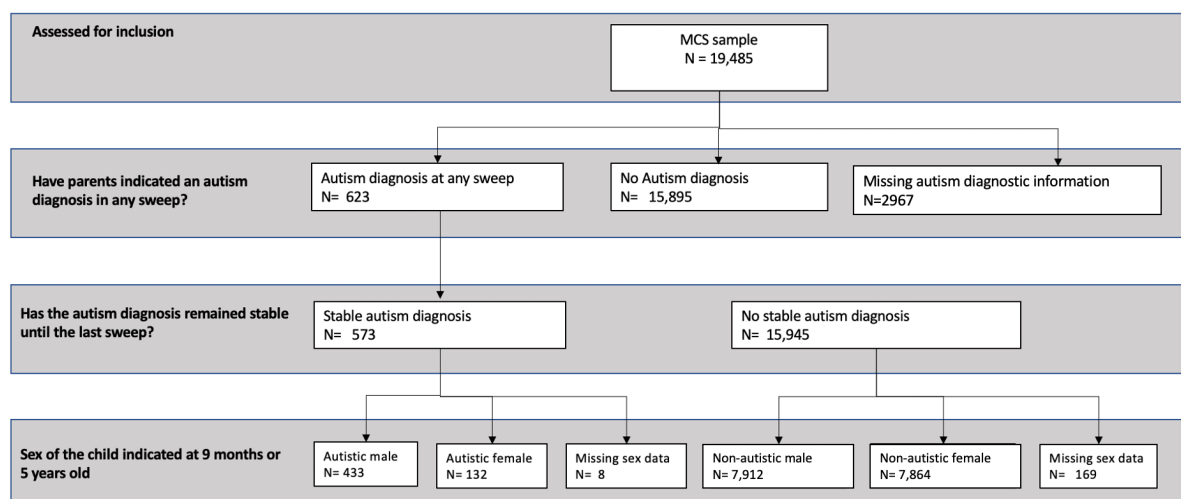 Assessed for inclusion
MCS sample
N = 19,485
Have parents indicated an autism
diagnosis in any sweep?
Autism diagnosis at any sweep
N= 623
No Autism diagnosis
N= 15,895
Missing autism diagnostic information
N=2967
Has the autism diagnosis remained stable
until the last sweep?
Stable autism diagnosis
N= 573
No stable autism diagnosis
N= 15,945
Sex of the child indicated at 9 months or
5 years old
Autistic male
N= 433
Autistic female
N= 132
Missing sex data
N= 8
Non-autistic male
N= 7,912
Non-autistic female
N= 7,864
Missing sex data
N= 169